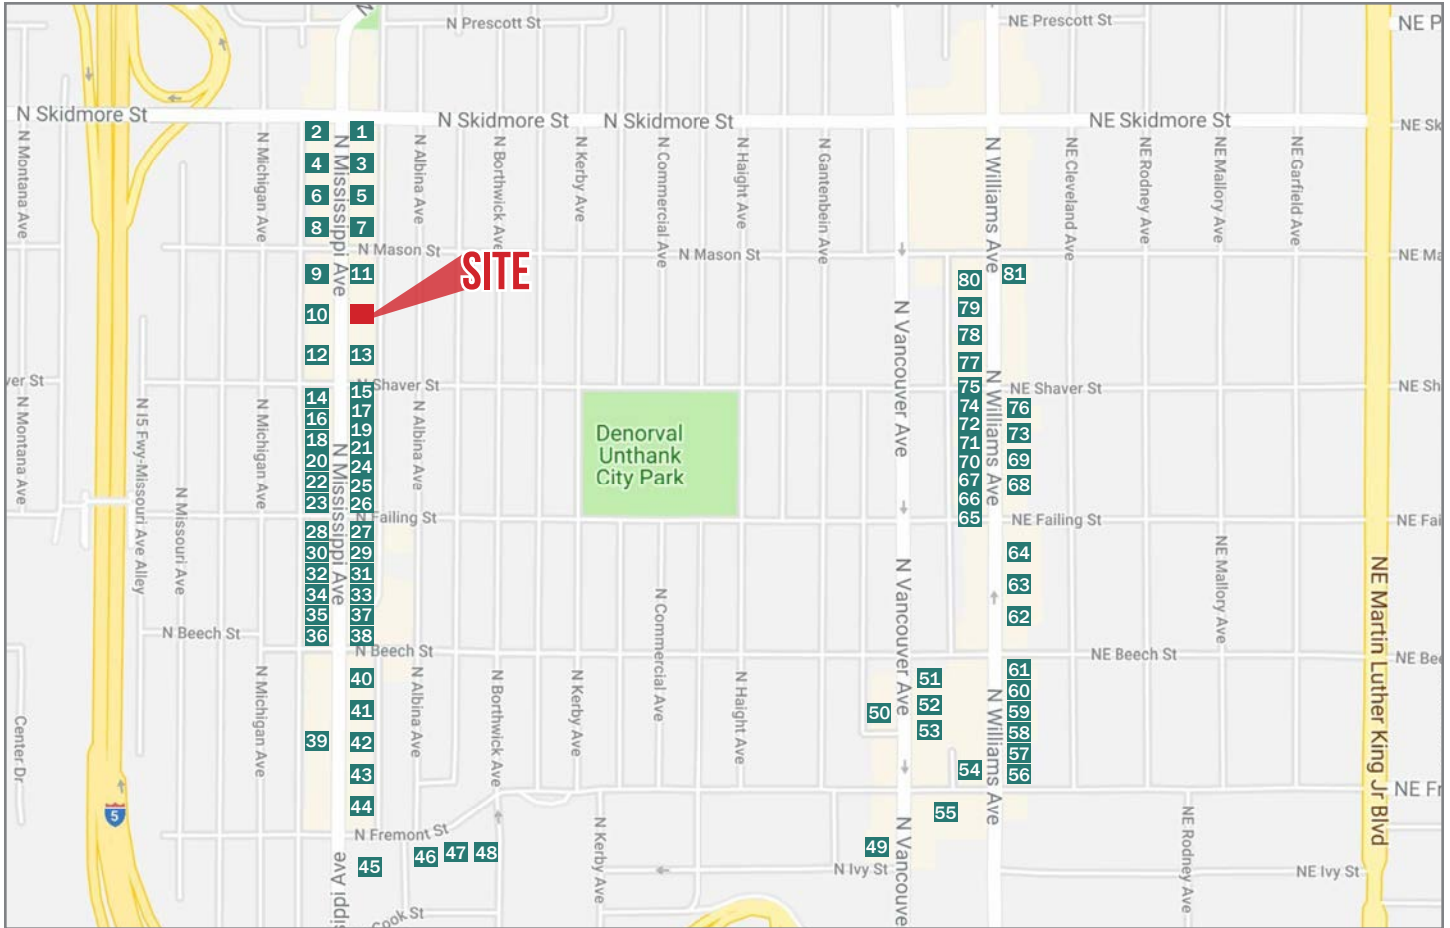 N Prescott St
NE Prescott St
NE P
N Skidmore St
N Skidmore St
N Skidmore St
NE Skidmore St
NE Sk
2
1
4
3
6
5
8
7
N Montana Ave
N Michigan Ave
N Mississippi Ave
N Albina Ave
N Borthwick Ave
N Kerby Ave
N Commercial Ave
N Haight Ave
N Gantenbein Ave
N Williams Ave
NE Cleveland Ave
NE Rodney Ave
NE Mallory Ave
NE Garfield Ave
N Mason St
N Mason St
NE Ma
SITE
9
11
10
12
13
80
81
79
78
77
ver St
N Shaver St
NE Shaver St
NE Sh
14
15
16
17
18
19
20
21
22
24
23
25
26
N Montana Ave
N I5 Fwy-Missouri Ave Alley
N Missouri Ave
N Michigan Ave
N Mississippi Ave
N Albina Ave
Denorval
Unthank
City Park
N Vancouver Ave
N Williams Ave
75
74
76
72
73
71
70
69
67
68
66
65
N Failing St
NE Failing St
NE Fai
28
27
30
29
32
31
34
33
35
37
36
38
64
63
62
N Commercial Ave
N Vancouver Ave
NE Mallory Ave
NE Martin Luther King Jr Blvd
N Beech St
N Beech St
NE Beech St
NE Bee
40
41
39
42
43
44
51
50
52
53
54
61
60
59
58
57
56
55
Center Dr
N Michigan Ave
N Albina Ave
N Borthwick Ave
N Kerby Ave
N Haight Ave
N Williams Ave
5
NE Fr
N Fremont St
45
46
47
48
49
N Kerby Ave
N Vancouve
NE Rodney Ave
N Ivy St
NE Ivy St
ippi Ave
Cook St